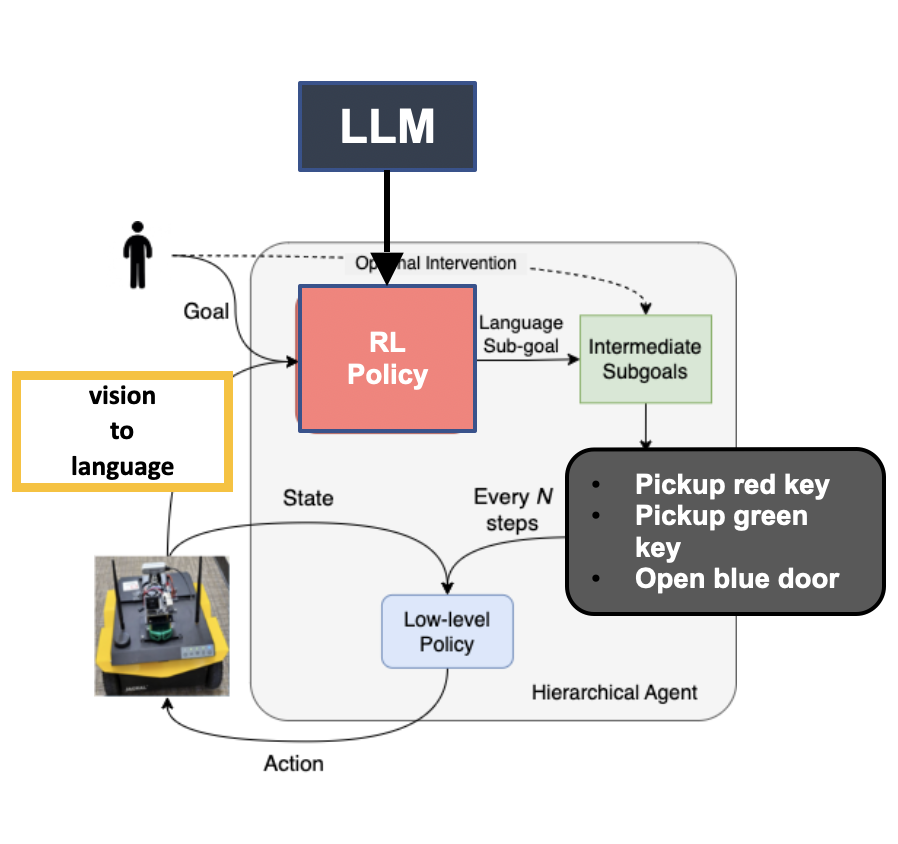 LLM
Optional Intervention
Goal
RL
Policy
Language
Sub-goal
Intermediate
Subgoals
vision
to
language
State
Every N
steps
• Pickup red key
• Pickup green
key
• Open blue door
Low-level
Policy
Hierarchical Agent
Action